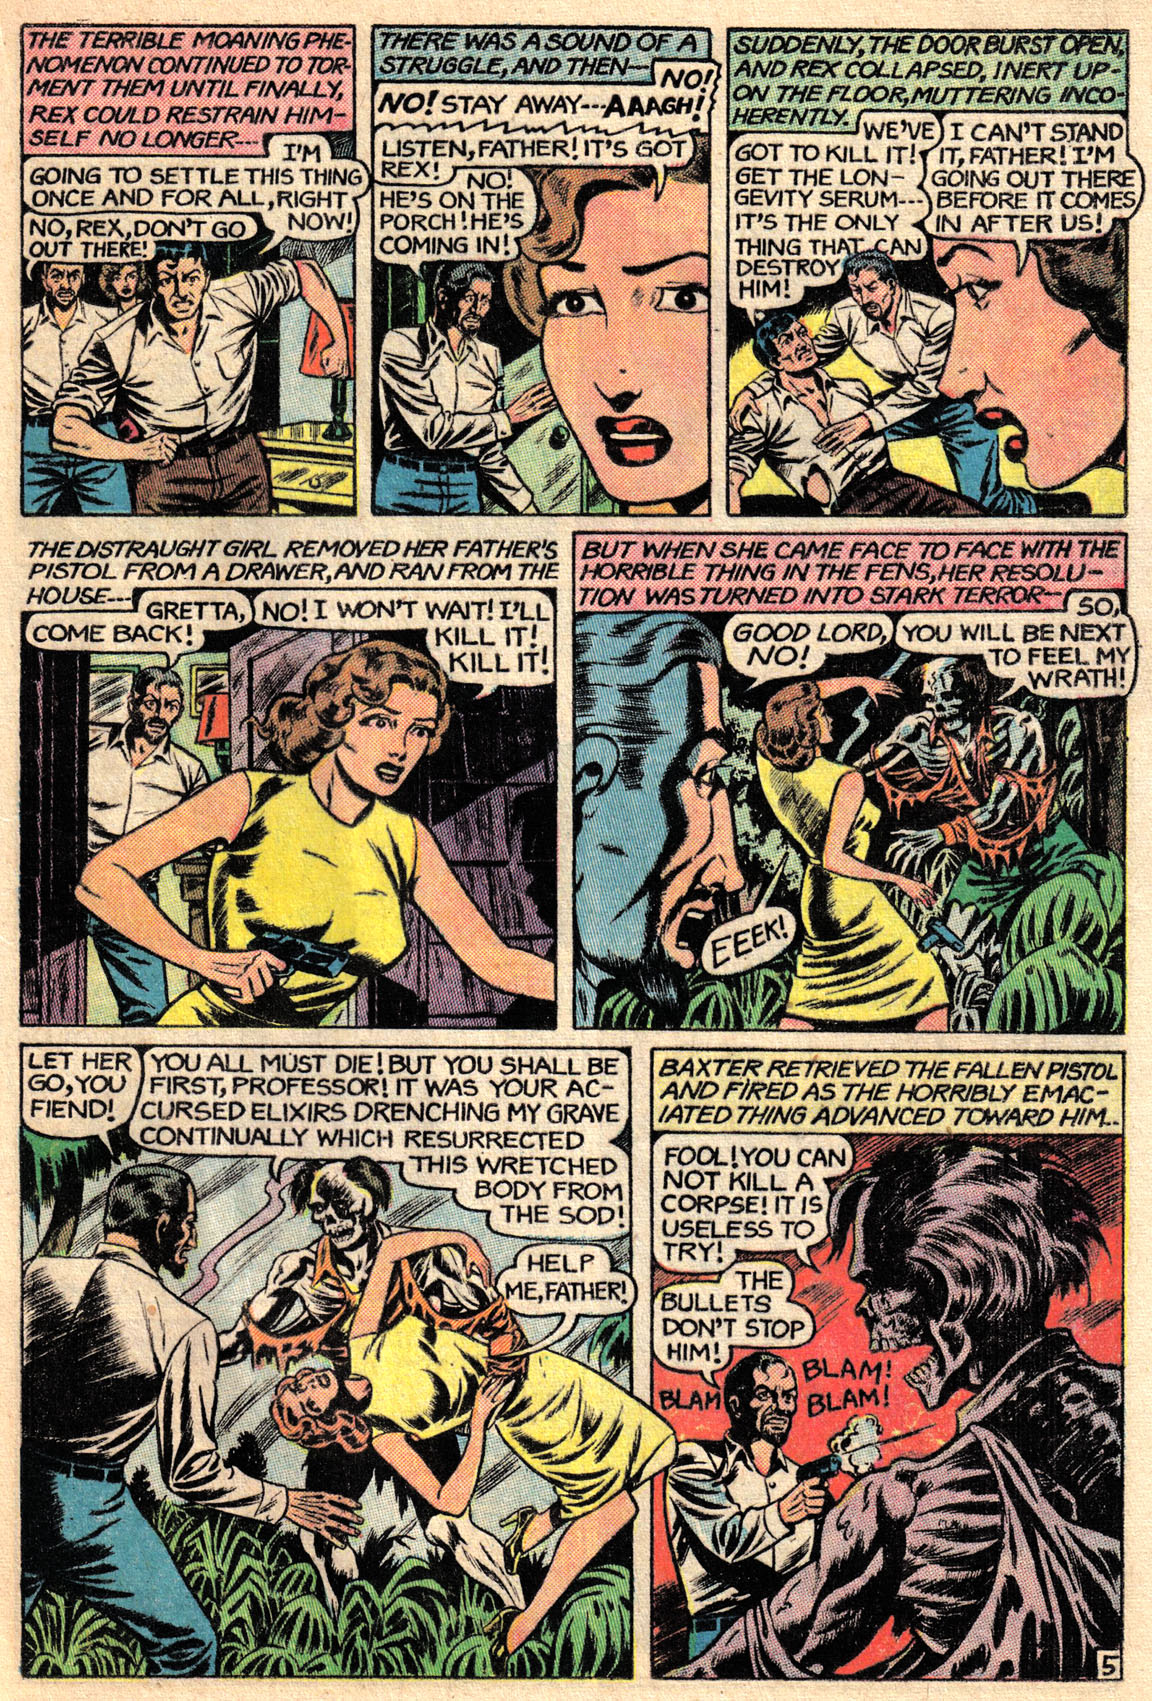 THE TERRIBLE MOANING PHE-
NOMENON CONTINUED TO TOR-
MENT THEM UNTIL FINALLY,
REX COULD RESTRAIN HIM-
SELF NO LONGER---
I'M
GOING TO SETTLE THIS THING
ONCE AND FOR ALL, RIGHT
NOW!
NO, REX, DON'T GO
OUT THERE!
THERE WAS A SOUND OF A
STRUGGLE, AND THEN---
NO!
NO! STAY AWAY---AAAGH!
LISTEN, FATHER! IT'S GOT
REX!
NO!
HE'S ON THE
PORCH! HE'S
COMING IN!
SUDDENLY, THE DOOR BURST OPEN,
AND REX COLLAPSED, INERT UP-
ON THE FLOOR, MUTTERING INCO-
HERENTLY.
WE'VE
GOT TO KILL IT!
GET THE LON-
GEVITY SERUM---
IT'S THE ONLY
THING THAT CAN
DESTROY
HIM!
I CAN'T STAND
IT, FATHER! I'M
GOING OUT THERE
BEFORE IT COMES
IN AFTER US!
THE DISTRAUGHT GIRL REMOVED HER FATHER'S
PISTOL FROM A DRAWER, AND RAN FROM THE
HOUSE---
GRETTA,
COME BACK!
NO! I WON'T WAIT! I'LL
KILL IT!
KILL IT!
BUT WHEN SHE CAME FACE TO FACE WITH THE
HORRIBLE THING IN THE FENS, HER RESOLU-
TION WAS TURNED INTO STARK TERROR--
GOOD LORD,
NO!
SO,
YOU WILL BE NEXT
TO FEEL MY
WRATH!
EEEK!
LET HER
GO, YOU
FIEND!
YOU ALL MUST DIE! BUT YOU SHALL BE
FIRST, PROFESSOR! IT WAS YOUR AC-
CURSED ELIXIRS DRENCHING MY GRAVE
CONTINUALLY WHICH RESURRECTED
THIS WRETCHED
BODY FROM
THE SOD!
HELP
ME, FATHER!
BAXTER RETRIEVED THE FALLEN PISTOL
AND FIRED AS THE HORRIBLY EMAC-
IATED THING ADVANCED TOWARD HIM..
FOOL! YOU CAN
NOT KILL A
CORPSE! IT IS
USELESS TO
TRY!
THE
BULLETS
DON'T STOP
HIM!
BLAM
BLAM!
BLAM!
5